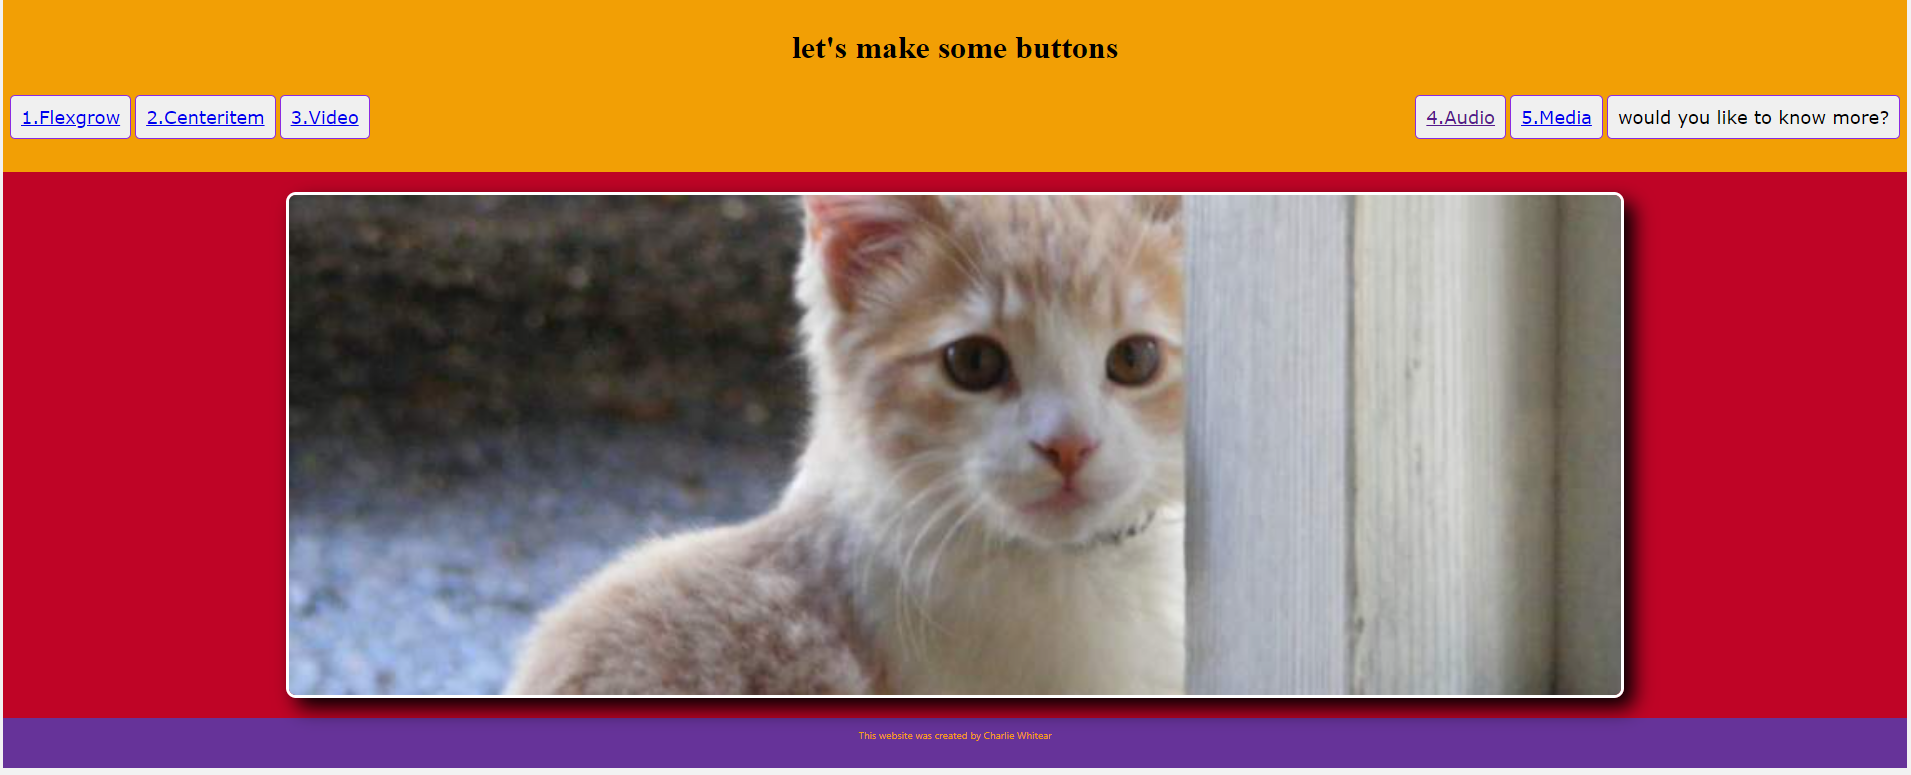 let's make some buttons
1.Flexgrow 2.Centeritem 3.Video 4.Audio 5.Media would you like to know more?
This website was created by Charlie Whitear